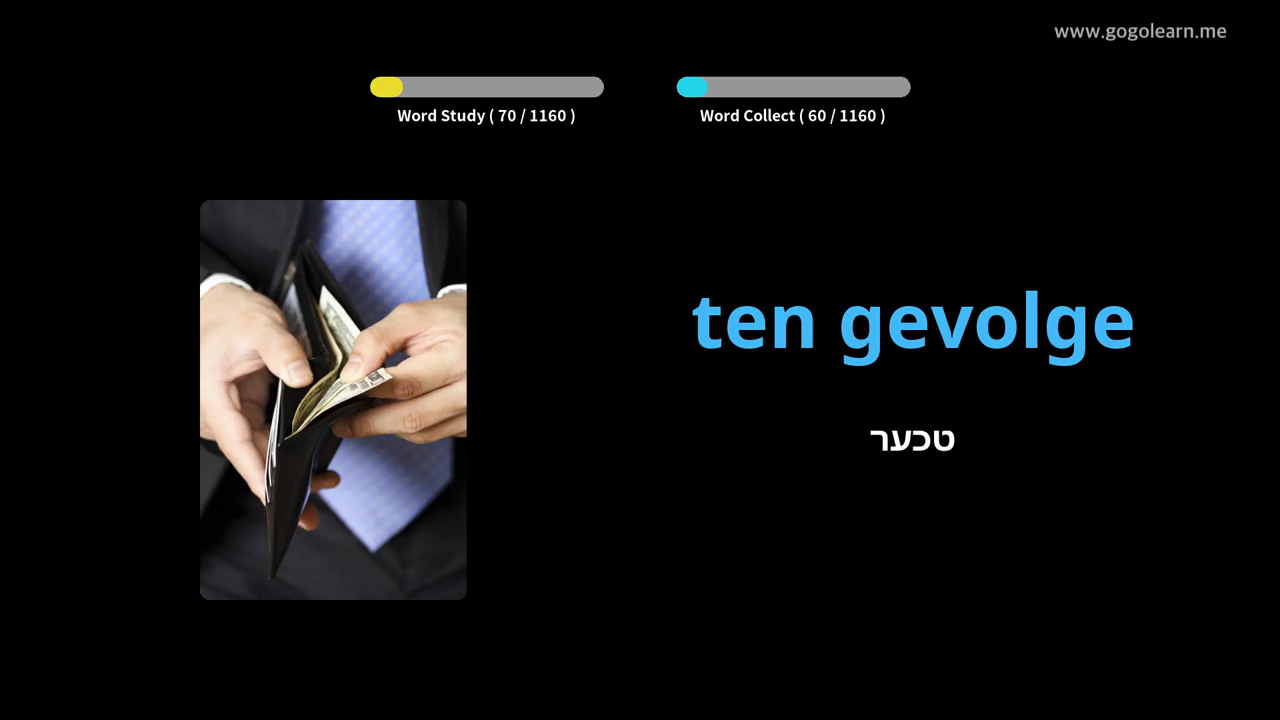 www.gogolearn.me
Word Study ( 70 / 1160 )
Word Collect ( 60 / 1160 )
ten gevolge
טכער